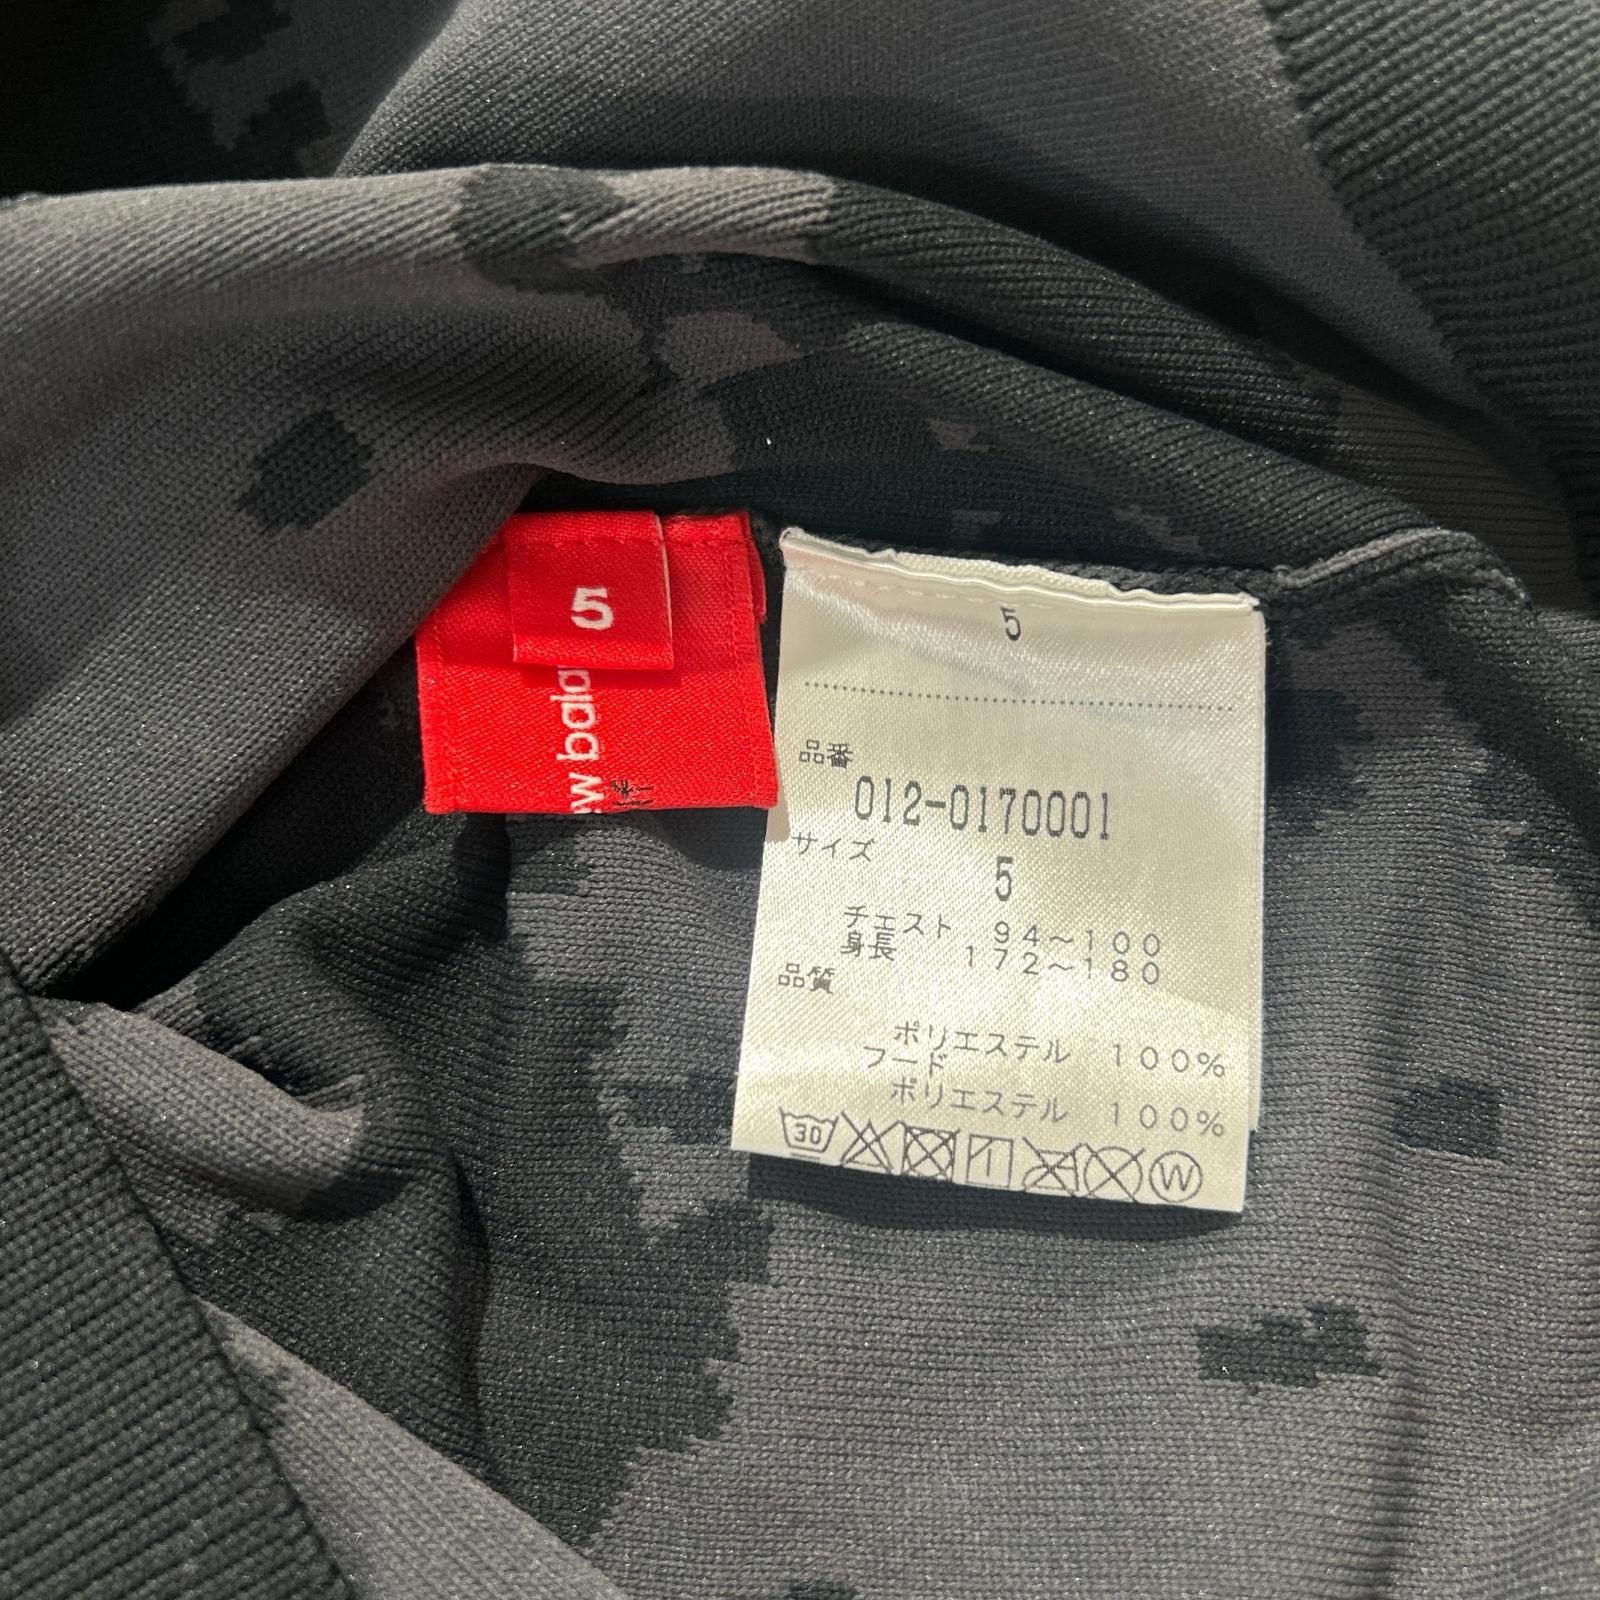 5
5
品番
012-0170001
サイズ
5
チェスト 94~100
身長 172~180
品質
ポリエステル 100%
フード
ポリエステル 100%
30
W